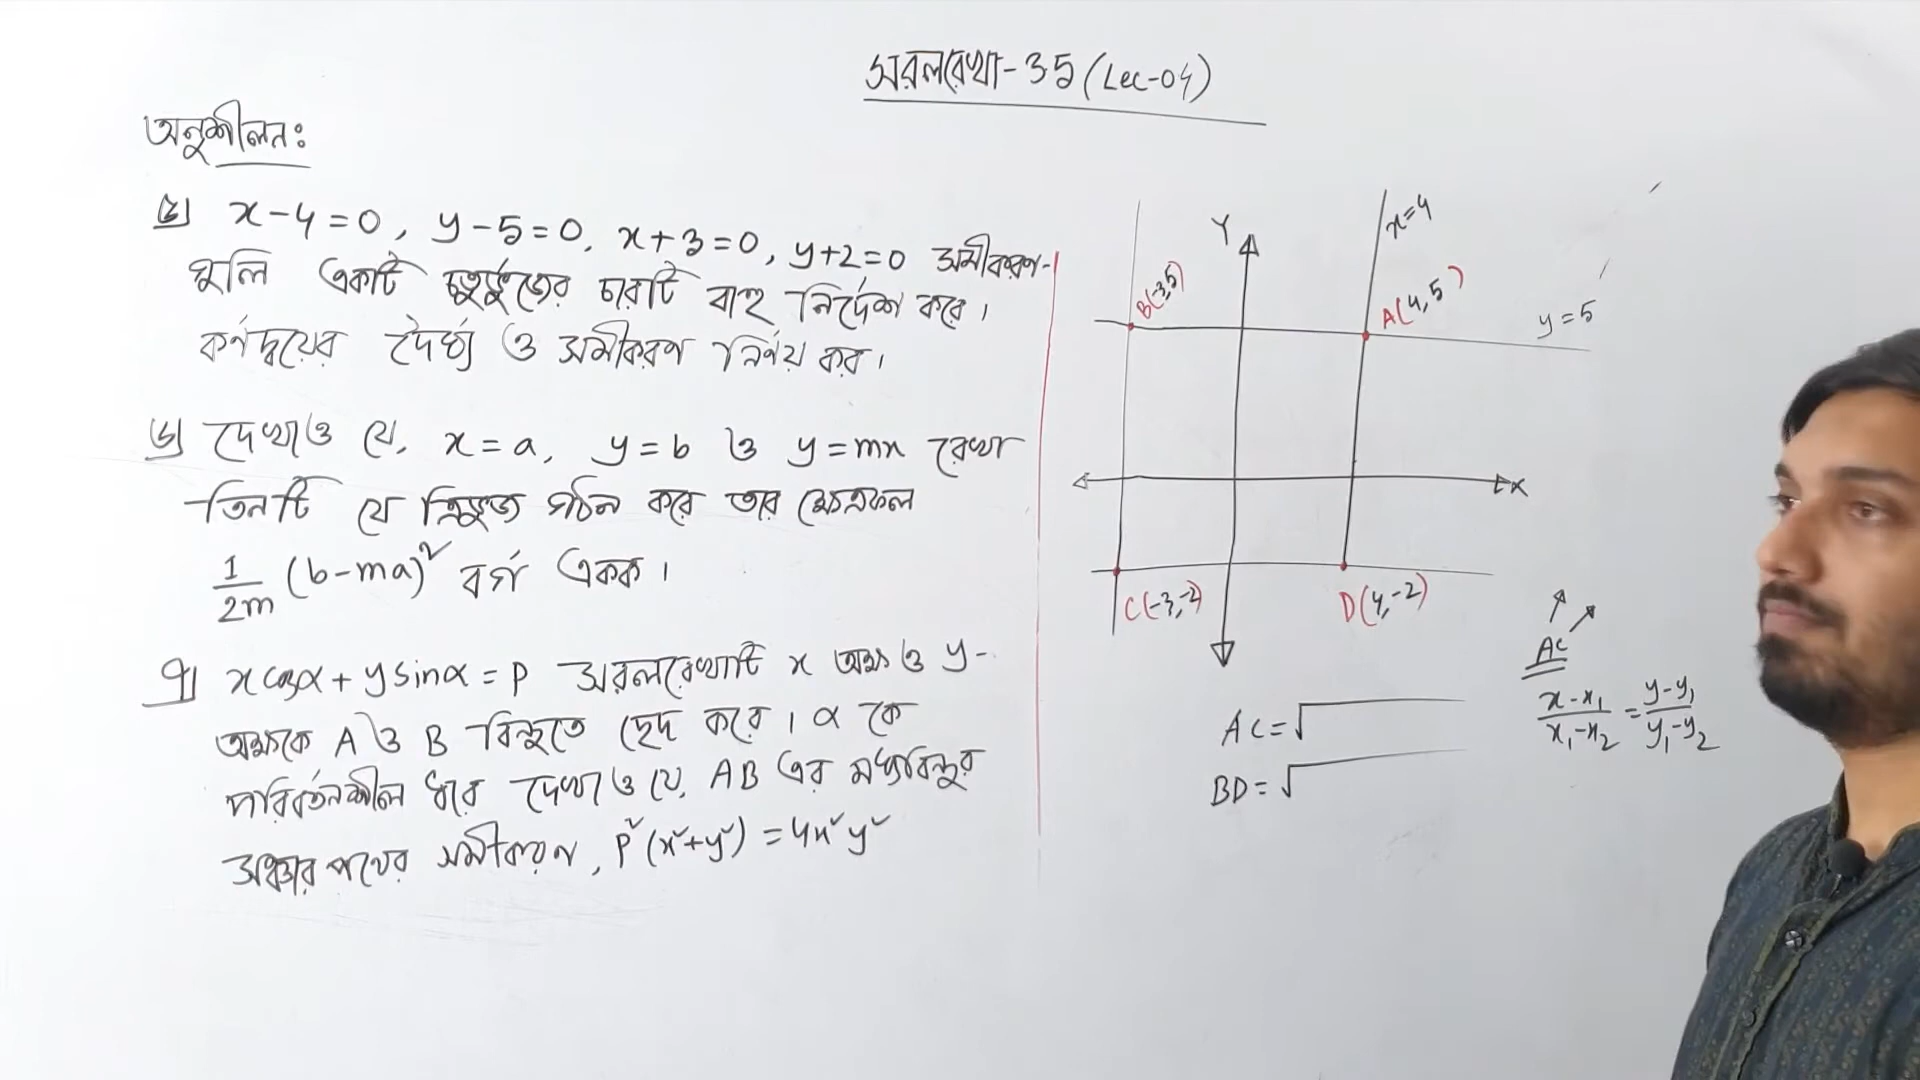 সরলরেখা-35 (Lec-04)
অনুশীলনঃ
৫| x-4=0, y-5=0, x+3=0, y+2=0 সমীকরণ-
গুলি একটি চতুর্ভুজের চারটি বাহু নির্দেশ করে।
কর্ণদ্বয়ের দৈর্ঘ্য ও সমীকরণ নির্ণয় কর।
৬| দেখাও যে, x=a, y=b ও y=mx রেখা
তিনটি যে ত্রিভুজ গঠন করে তার ক্ষেত্রফল
1/2m (b-ma)² বর্গ একক।
৭| x cosα + y sinα = P সরলরেখাটি x অক্ষ ও y-
অক্ষকে A ও B বিন্দুতে ছেদ করে। α কে
পরিবর্তনশীল ধরে দেখাও যে, AB এর মধ্যবিন্দুর
সঞ্চার পথের সমীকরণ, P²(x²+y²) = 4x²y²
Y
x=4
B(-3,5)
A(4,5)
y=5
X
C(-3,-2)
D(4,-2)
AC=√
BD=√
AC
x-x₁/x₁-x₂ = y-y₁/y₁-y₂